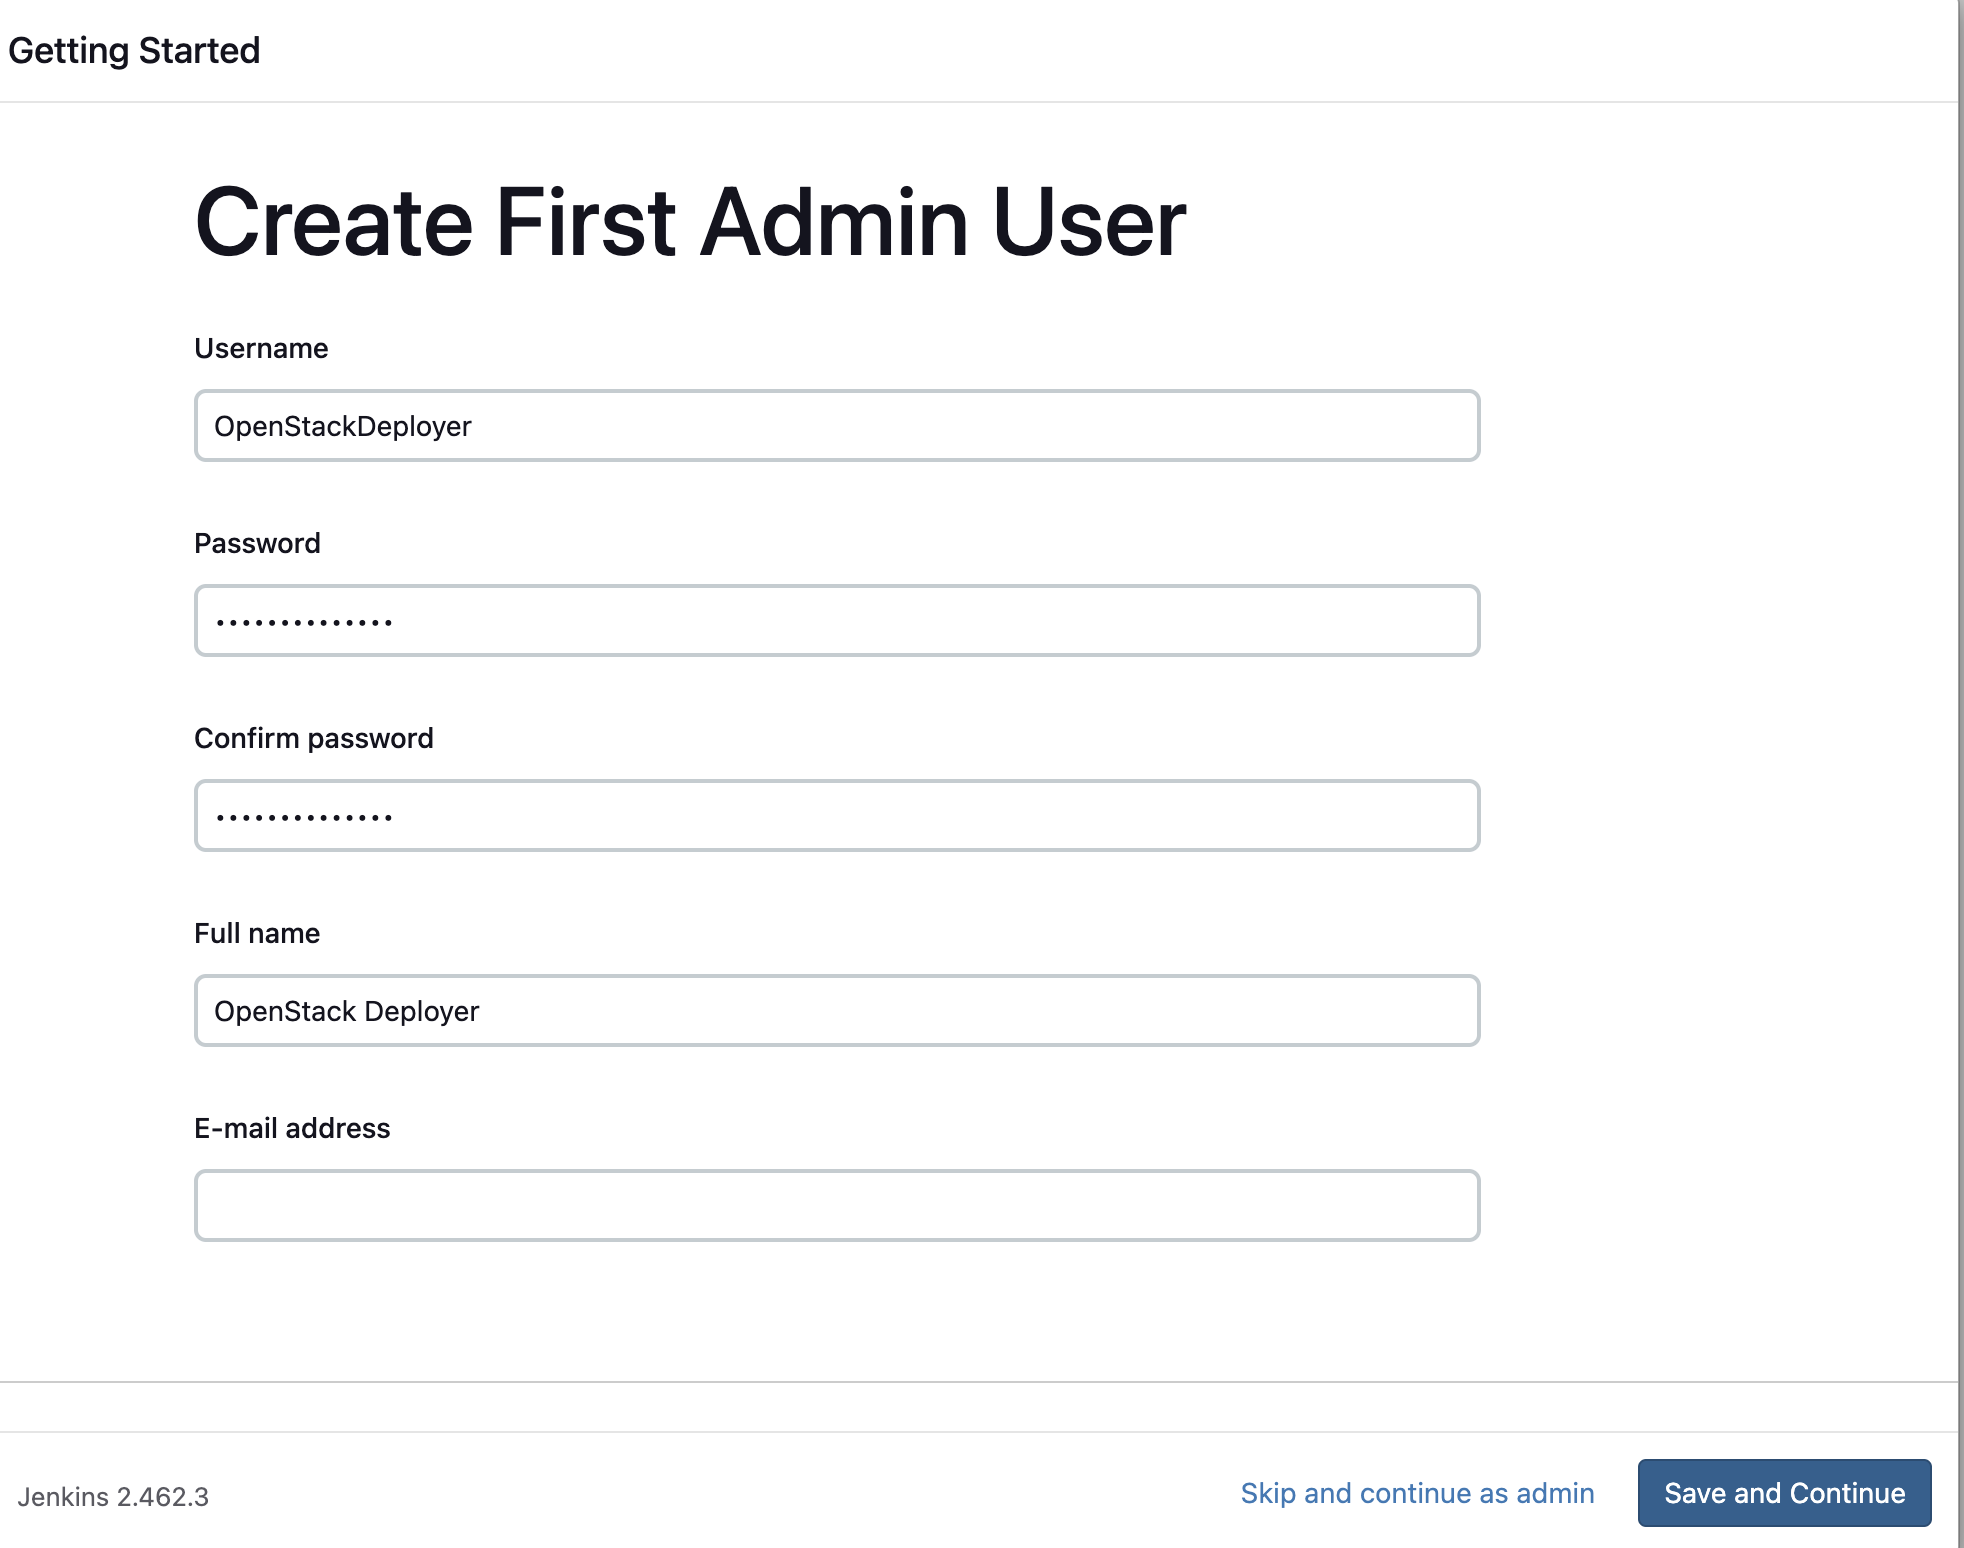 Getting Started
Create First Admin User
Username
OpenStackDeployer
Password
••••••••••••••
Confirm password
••••••••••••••
Full name
OpenStack Deployer
E-mail address
Jenkins 2.462.3
Skip and continue as admin
Save and Continue